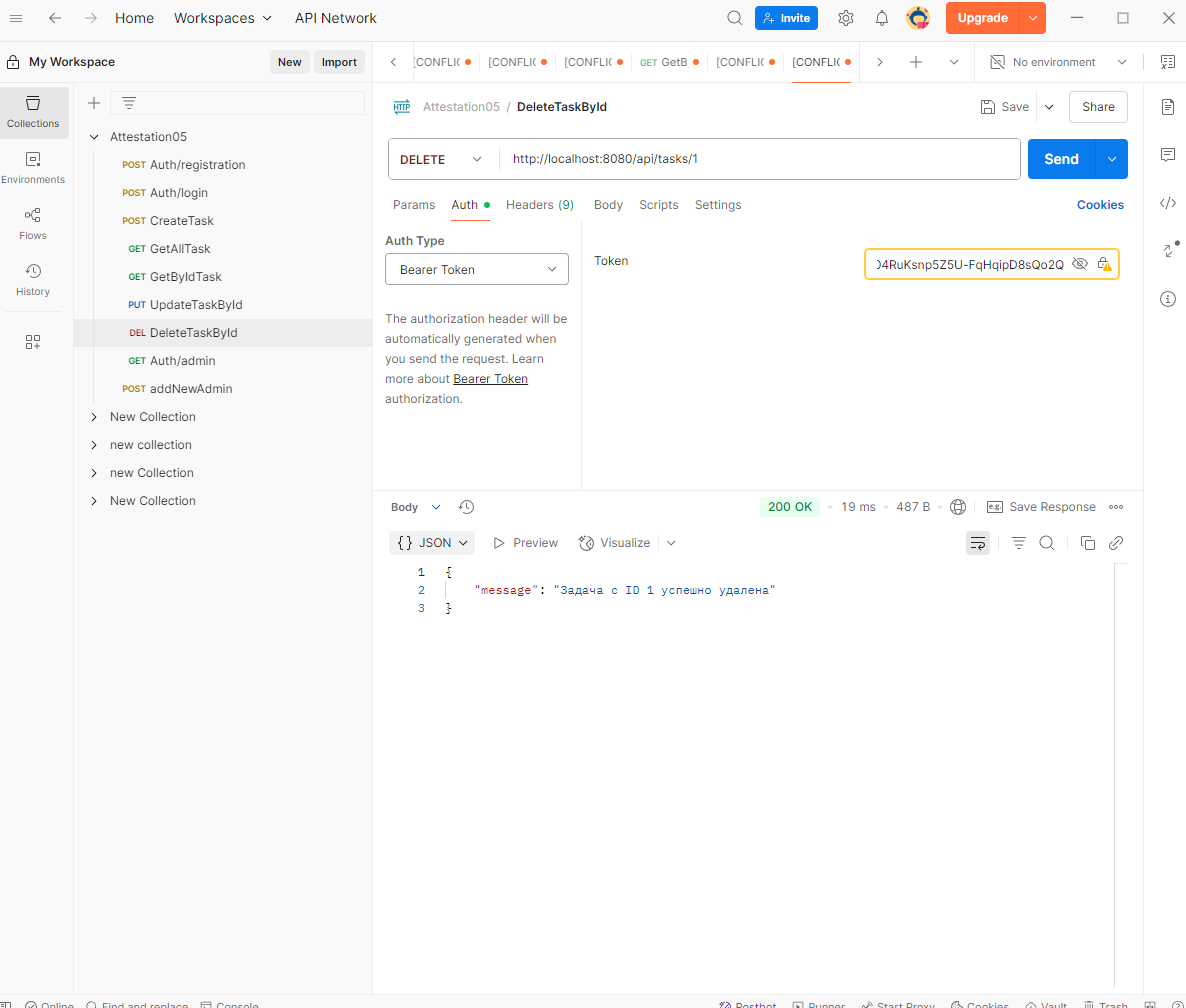 Home Workspaces API Network Invite Upgrade
My Workspace New Import
[CONFLIC [CONFLIC [CONFLIC GET GetB [CONFLIC [CONFLIC No environment
Collections
Environments
Flows
History
Attestation05
POST Auth/registration
POST Auth/login
POST CreateTask
GET GetAllTask
GET GetByIdTask
PUT UpdateTaskById
DEL DeleteTaskById
GET Auth/admin
POST addNewAdmin
New Collection
new collection
new Collection
New Collection
HTTP Attestation05 / DeleteTaskById Save Share
DELETE http://localhost:8080/api/tasks/1 Send
Params Auth Headers (9) Body Scripts Settings Cookies
Auth Type
Bearer Token
The authorization header will be
automatically generated when
you send the request. Learn
more about Bearer Token
authorization.
Token
04RuKsnp5Z5U-FqHqipD8sQo2Q
Body 200 OK 19 ms 487 B e.g. Save Response
{} JSON Preview Visualize
1 {
2 "message": "Задача с ID 1 успешно удалена"
3 }
Online Find and replace Console Postbot Runner Start Proxy Cookies Vault Trash